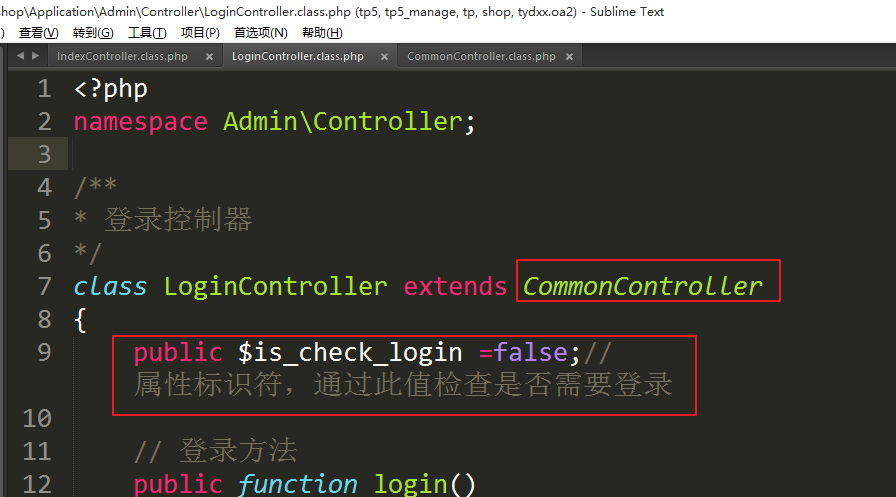 shop\Application\Admin\Controller\LoginController.class.php (tp5, tp5_manage, tp, shop, tydxx.oa2) - Sublime Text
) 查看(V) 转到(G) 工具(T) 项目(P) 首选项(N) 帮助(H)
IndexController.class.php × LoginController.class.php × CommonController.class.php ×
1 <?php
2 namespace Admin\Controller;
3
4 /**
5 * 登录控制器
6 */
7 class LoginController extends CommonController
8 {
9 public $is_check_login =false;//
属性标识符，通过此值检查是否需要登录
10
11 // 登录方法
12 public function login()